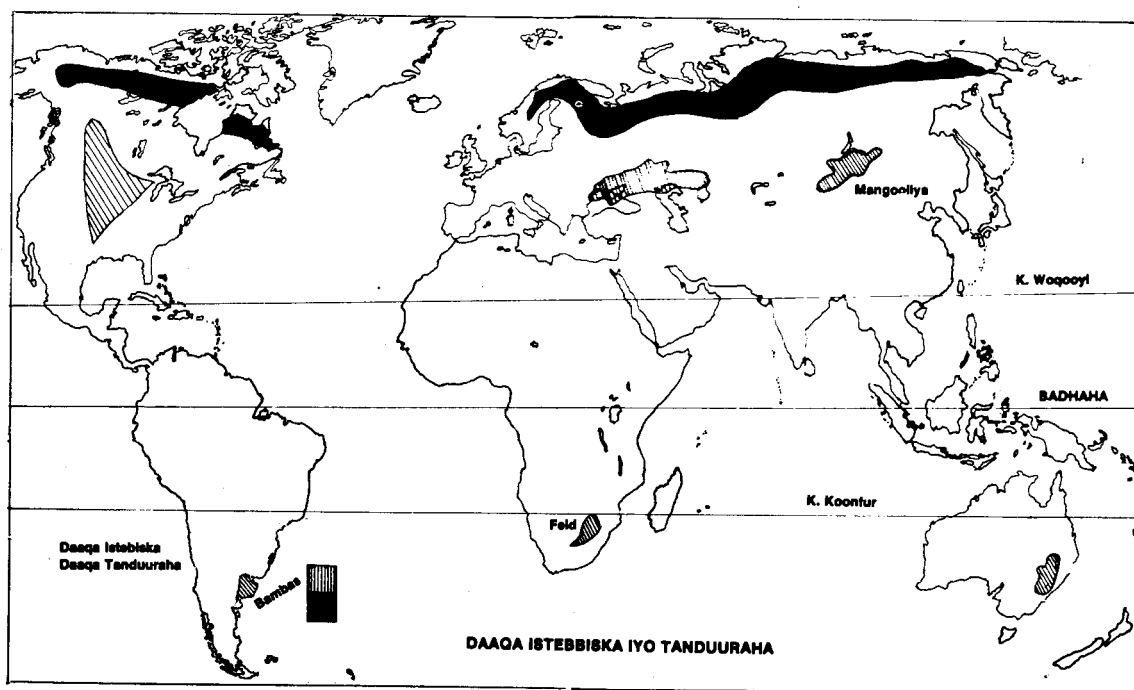 Mangooliya
K. Woqooyi
BADHAHA
K. Koonfur
Feld
Daaqa Istebiska
Daaqa Tanduuraha
Bambas
DAAQA ISTEBBISKA IYO TANDUURAHA